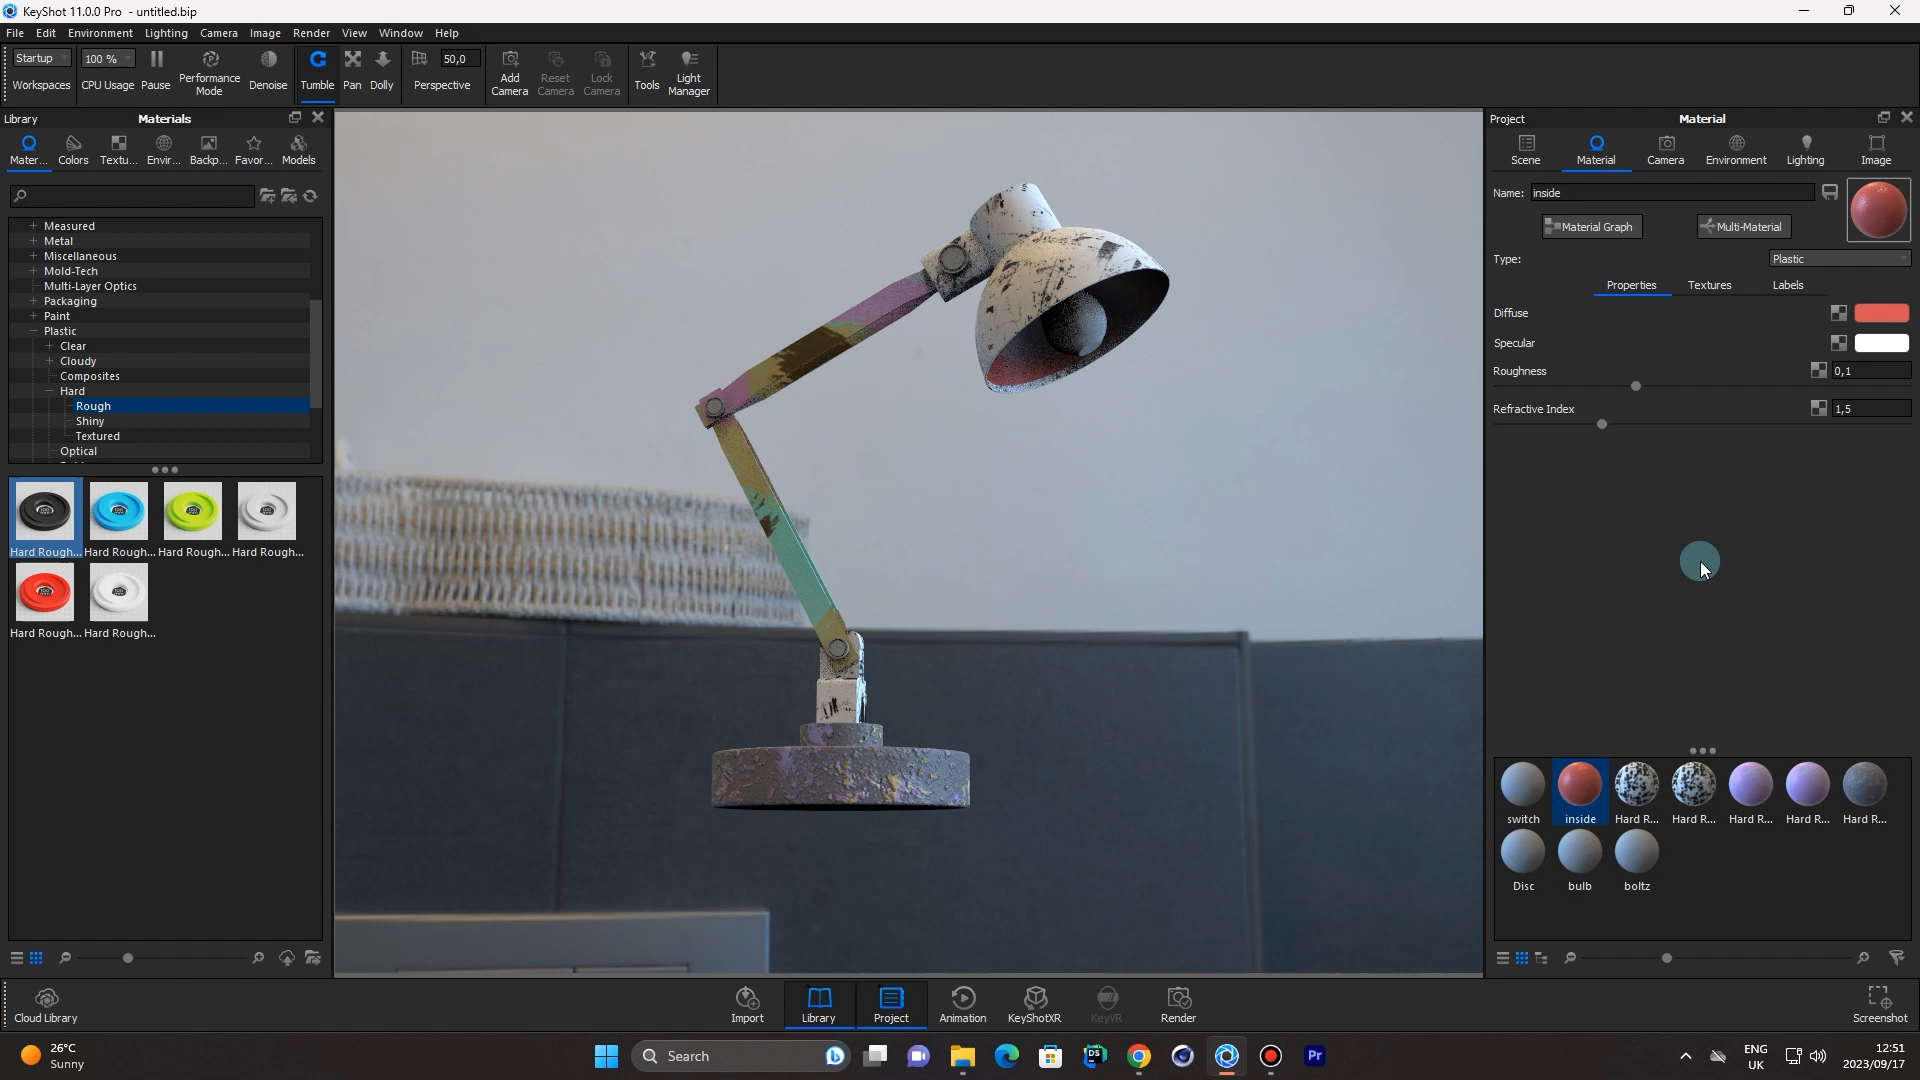 KeyShot 11.0.0 Pro - untitled.bip
File Edit Environment Lighting Camera Image Render View Window Help
Startup 100 % 50,0
Workspaces CPU Usage Pause Performance Mode Denoise Tumble Pan Dolly Perspective Add Camera Reset Camera Lock Camera Tools Light Manager
Library Materials
Mater... Colors Textu... Envir... Backp... Favor... Models
Measured
Metal
Miscellaneous
Mold-Tech
Multi-Layer Optics
Packaging
Paint
Plastic
Clear
Cloudy
Composites
Hard
Rough
Shiny
Textured
Optical
Hard Rough... Hard Rough... Hard Rough... Hard Rough...
Hard Rough... Hard Rough...
Project Material
Scene Material Camera Environment Lighting Image
Name: inside
Material Graph Multi-Material
Type: Plastic
Properties Textures Labels
Diffuse
Specular
Roughness 0,1
Refractive Index 1,5
switch inside Hard R... Hard R... Hard R... Hard R... Hard R...
Disc bulb boltz
Cloud Library Import Library Project Animation KeyShotXR KeyVR Render Screenshot
26°C
Sunny
Search
DS
Pr
ENG
UK
12:51
2023/09/17